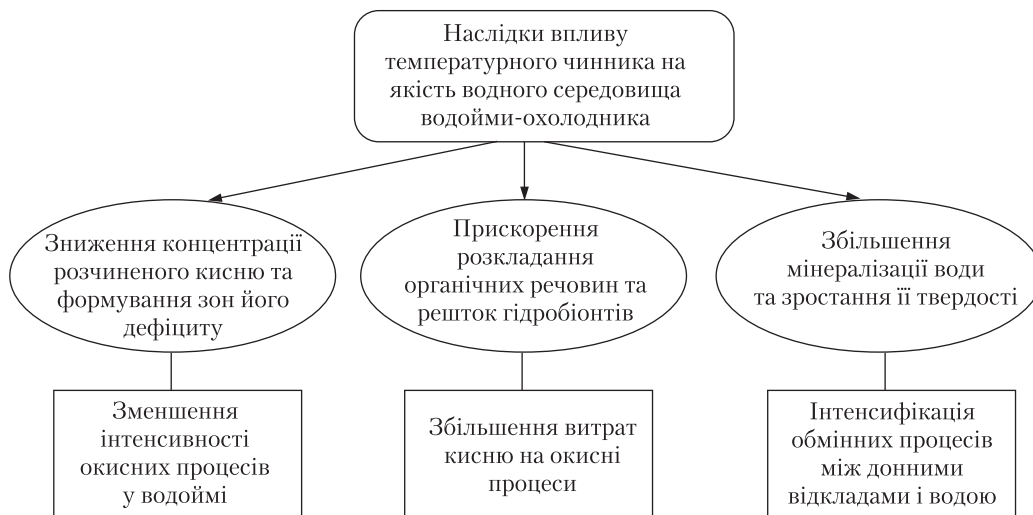 Наслідки впливу
температурного чинника на
якість водного середовища
водойми-охолодника
Зниження концентрації
розчиненого кисню та
формування зон його
дефіциту
Прискорення
розкладання
органічних речовин та
решток гідробіонтів
Збільшення
мінералізації води
та зростання її твердості
Зменшення
інтенсивності
окисних процесів
у водоймі
Збільшення витрат
кисню на окисні
процеси
Інтенсифікація
обмінних процесів
між донними
відкладами і водою